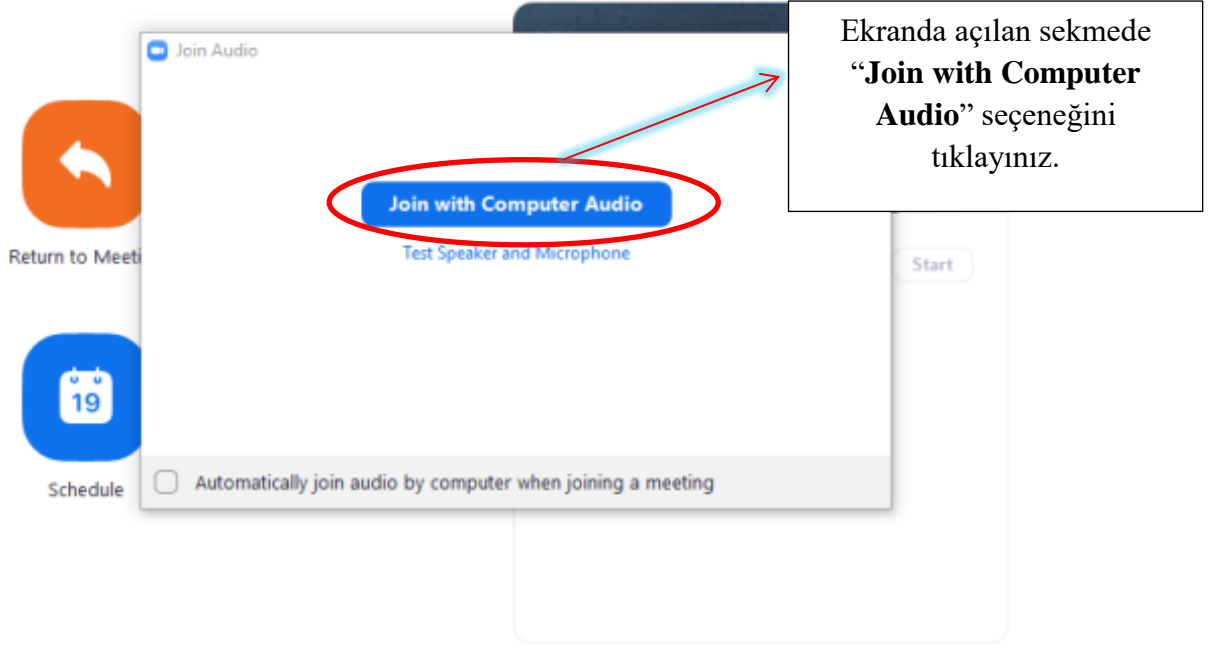 Join Audio
Ekranda açılan sekmede
“Join with Computer
Audio” seçeneğini
tıklayınız.
Join with Computer Audio
Test Speaker and Microphone
Return to Meeti
Start
19
Schedule
Automatically join audio by computer when joining a meeting